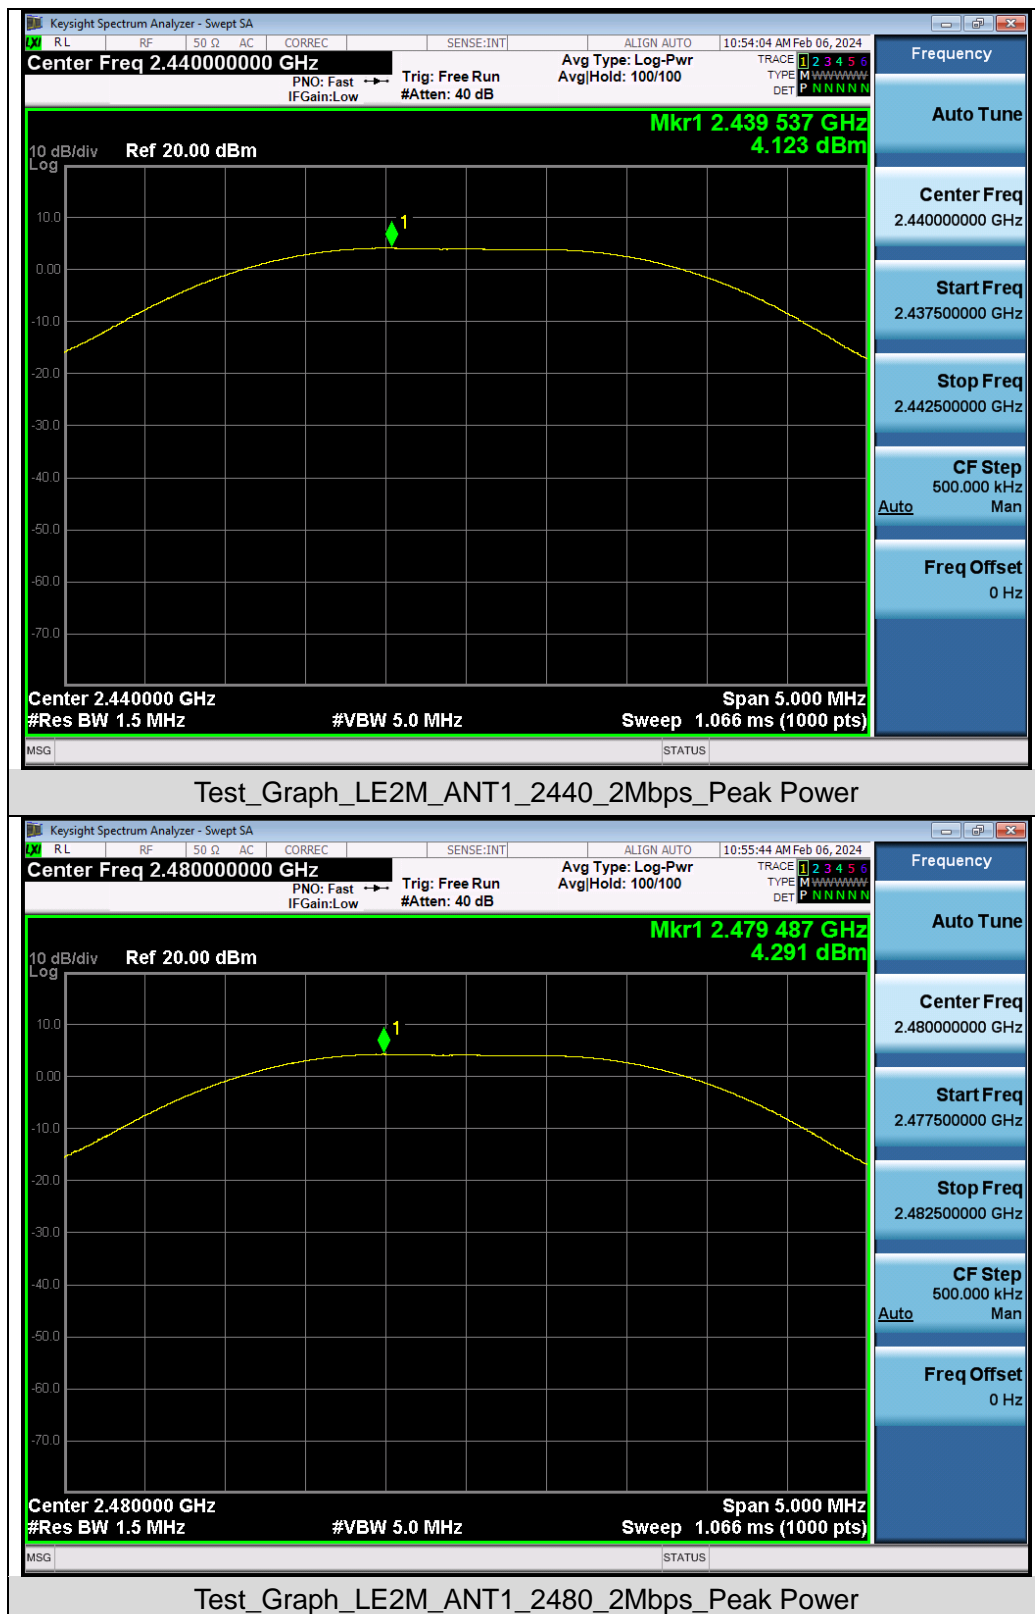 Keysight Spectrum Analyzer - Swept SA
LXI RL RF 50 Ω AC CORREC SENSE:INT ALIGN AUTO 10:54:04 AM Feb 06, 2024
Center Freq 2.440000000 GHz
PNO: Fast
IFGain:Low
Trig: Free Run
#Atten: 40 dB
Avg Type: Log-Pwr
Avg|Hold: 100/100
TRACE 1 2 3 4 5 6
TYPE M WWWWW
DET P N N N N N
Frequency
Mkr1 2.439 537 GHz
4.123 dBm
10 dB/div Ref 20.00 dBm
Log
1
10.0
0.00
-10.0
-20.0
-30.0
-40.0
-50.0
-60.0
-70.0
Center 2.440000 GHz Span 5.000 MHz
#Res BW 1.5 MHz #VBW 5.0 MHz Sweep 1.066 ms (1000 pts)
Auto Tune
Center Freq
2.440000000 GHz
Start Freq
2.437500000 GHz
Stop Freq
2.442500000 GHz
CF Step
500.000 kHz
Auto Man
Freq Offset
0 Hz
MSG STATUS
Test_Graph_LE2M_ANT1_2440_2Mbps_Peak Power
Keysight Spectrum Analyzer - Swept SA
LXI RL RF 50 Ω AC CORREC SENSE:INT ALIGN AUTO 10:55:44 AM Feb 06, 2024
Center Freq 2.480000000 GHz
PNO: Fast
IFGain:Low
Trig: Free Run
#Atten: 40 dB
Avg Type: Log-Pwr
Avg|Hold: 100/100
TRACE 1 2 3 4 5 6
TYPE M WWWWW
DET P N N N N N
Frequency
Mkr1 2.479 487 GHz
4.291 dBm
10 dB/div Ref 20.00 dBm
Log
1
10.0
0.00
-10.0
-20.0
-30.0
-40.0
-50.0
-60.0
-70.0
Center 2.480000 GHz Span 5.000 MHz
#Res BW 1.5 MHz #VBW 5.0 MHz Sweep 1.066 ms (1000 pts)
Auto Tune
Center Freq
2.480000000 GHz
Start Freq
2.477500000 GHz
Stop Freq
2.482500000 GHz
CF Step
500.000 kHz
Auto Man
Freq Offset
0 Hz
MSG STATUS
Test_Graph_LE2M_ANT1_2480_2Mbps_Peak Power